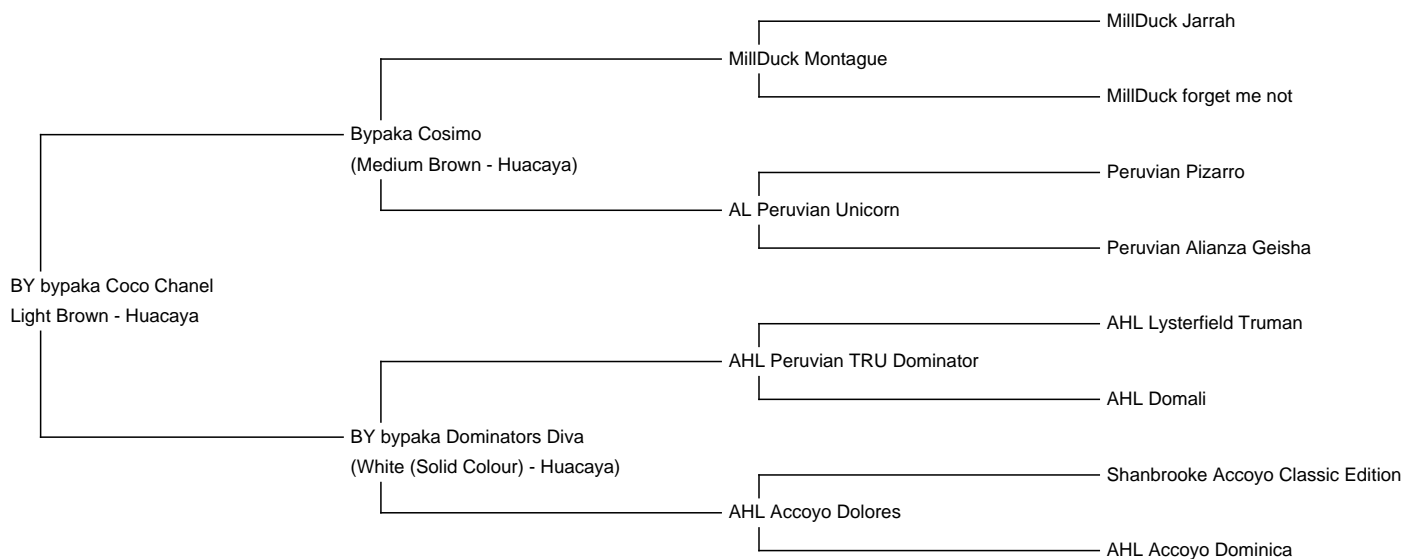 MillDuck Jarrah
MillDuck Montague
MillDuck forget me not
Bypaka Cosimo
(Medium Brown - Huacaya)
Peruvian Pizarro
AL Peruvian Unicorn
Peruvian Alianza Geisha
BY bypaka Coco Chanel
Light Brown - Huacaya
AHL Lysterfield Truman
AHL Peruvian TRU Dominator
AHL Domali
BY bypaka Dominators Diva
(White (Solid Colour) - Huacaya)
Shanbrooke Accoyo Classic Edition
AHL Accoyo Dolores
AHL Accoyo Dominica